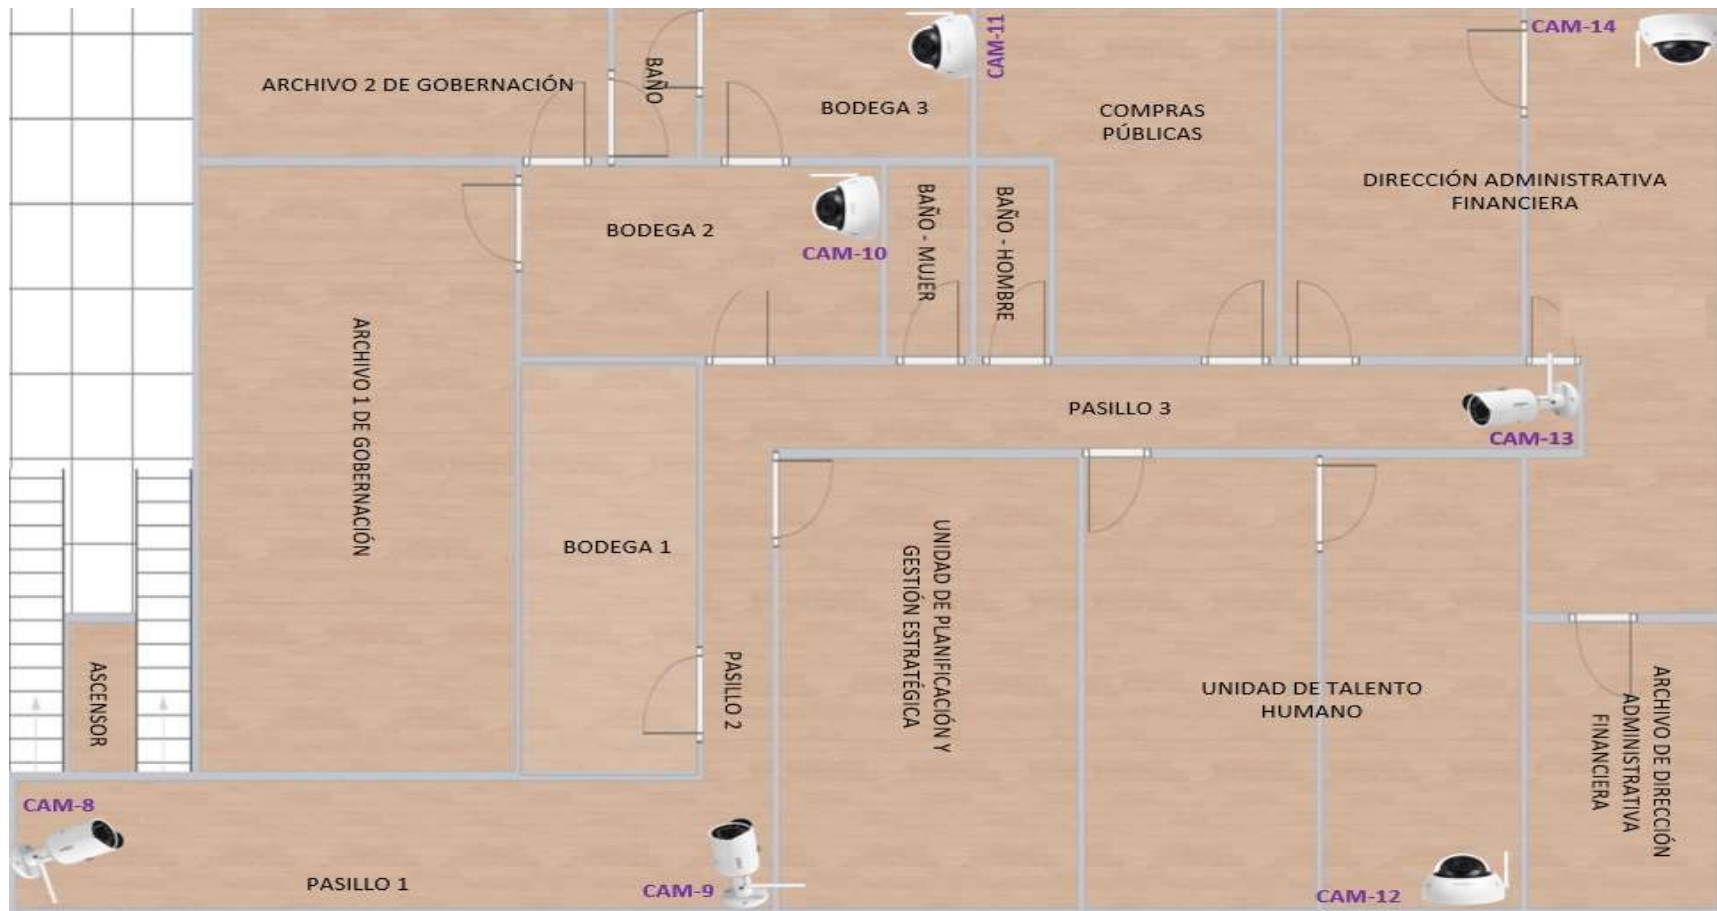 CAM-11
CAM-14
ARCHIVO 2 DE GOBERNACIÓN
BAÑO
BODEGA 3
COMPRAS
PÚBLICAS
DIRECCIÓN ADMINISTRATIVA
FINANCIERA
BODEGA 2
CAM-10
BAÑO - MUJER
BAÑO - HOMBRE
ARCHIVO 1 DE GOBERNACIÓN
PASILLO 3
CAM-13
BODEGA 1
UNIDAD DE PLANIFICACIÓN Y
GESTIÓN ESTRATÉGICA
ASCENSOR
PASILLO 2
UNIDAD DE TALENTO
HUMANO
ARCHIVO DE DIRECCIÓN
ADMINISTRATIVA
FINANCIERA
CAM-8
PASILLO 1
CAM-9
CAM-12